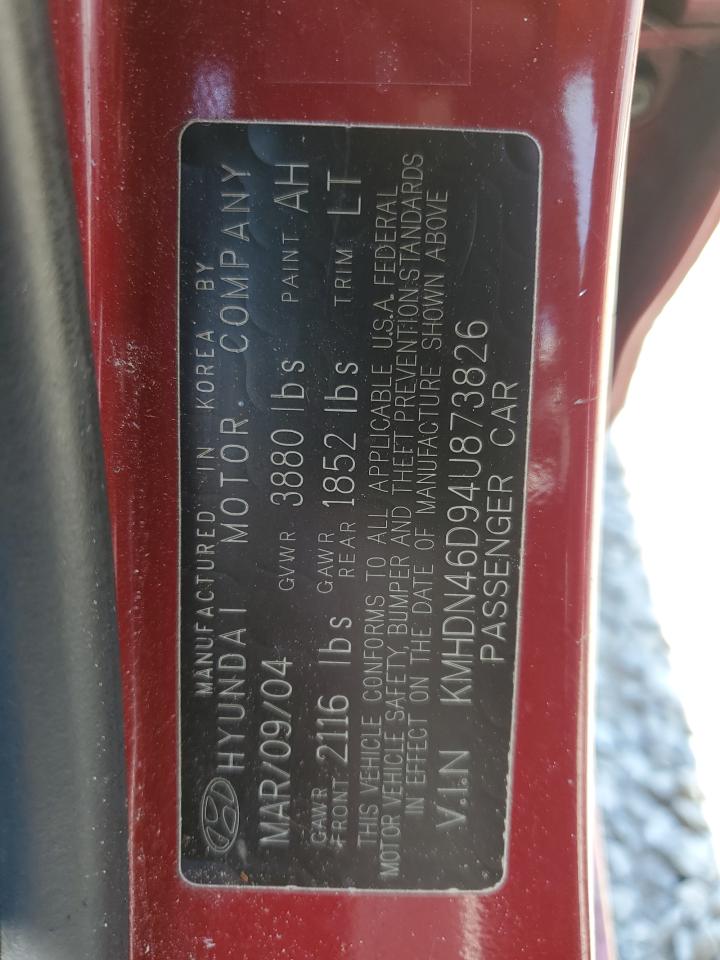 MANUFACTURED IN KOREA BY
HYUNDAI MOTOR COMPANY
MAR/09/04 GVWR 3880 lbs PAINT AH
GAWR FRONT 2116 lbs GAWR REAR 1852 lbs TRIM LT
THIS VEHICLE CONFORMS TO ALL APPLICABLE U.S.A. FEDERAL
MOTOR VEHICLE SAFETY, BUMPER AND THEFT PREVENTION STANDARDS
IN EFFECT ON THE DATE OF MANUFACTURE SHOWN ABOVE
V.I.N KMHDN46D94U873826
PASSENGER CAR